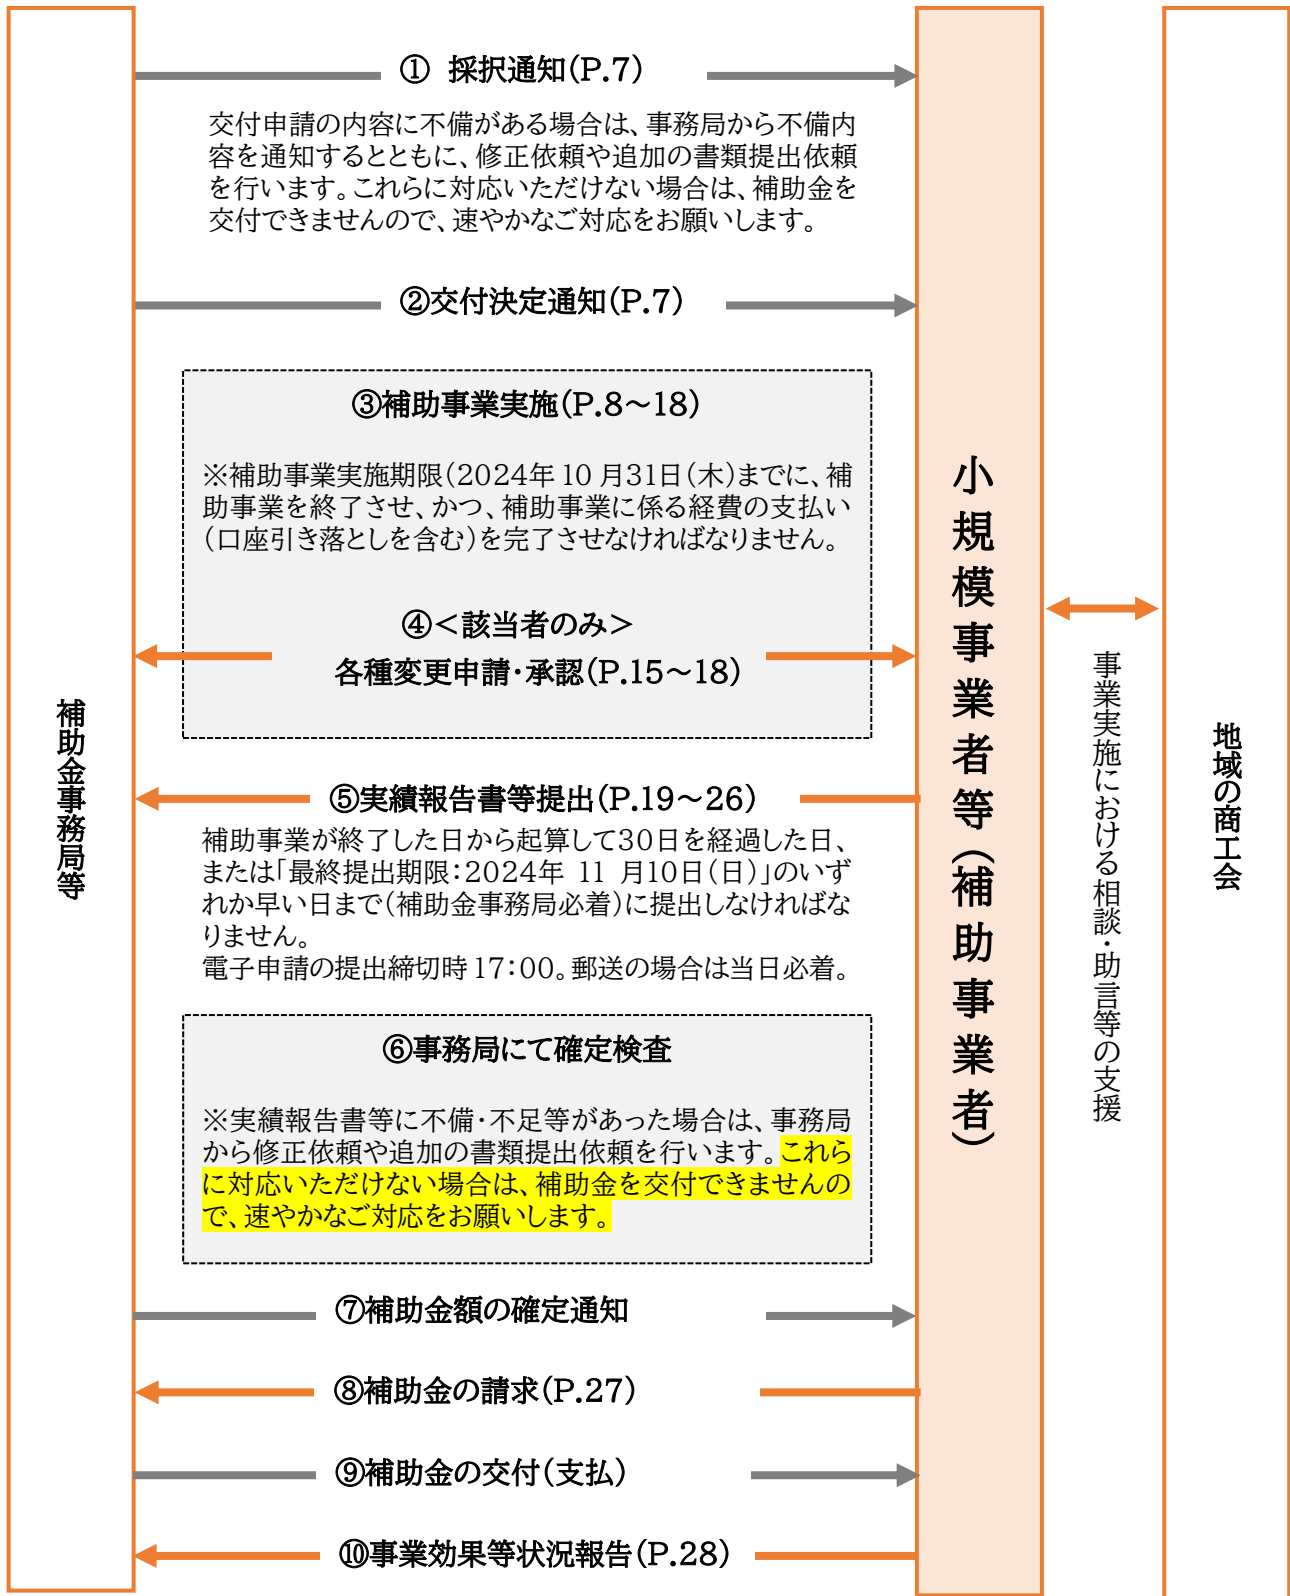 ① 採択通知(P.7)
交付申請の内容に不備がある場合は、事務局から不備内
容を通知するとともに、修正依頼や追加の書類提出依頼
を行います。これらに対応いただけない場合は、補助金を
交付できませんので、速やかなご対応をお願いします。
②交付決定通知(P.7)
③補助事業実施(P.8～18)
※補助事業実施期限(2024年10月31日(木)までに、補
助事業を終了させ、かつ、補助事業に係る経費の支払い
(口座引き落としを含む)を完了させなければなりません。
④＜該当者のみ＞
各種変更申請・承認(P.15～18)
⑤実績報告書等提出(P.19～26)
補助事業が終了した日から起算して30日を経過した日、
または「最終提出期限：2024年 11 月10日(日)」のいず
れか早い日まで(補助金事務局必着)に提出しなければな
りません。
電子申請の提出締切時17：00。郵送の場合は当日必着。
⑥事務局にて確定検査
※実績報告書等に不備・不足等があった場合は、事務局
から修正依頼や追加の書類提出依頼を行います。これら
に対応いただけない場合は、補助金を交付できませんの
で、速やかなご対応をお願いします。
⑦補助金額の確定通知
⑧補助金の請求(P.27)
⑨補助金の交付(支払)
⑩事業効果等状況報告(P.28)
補助金事務局等
小規模事業者等(補助事業者)
事業実施における相談・助言等の支援
地域の商工会